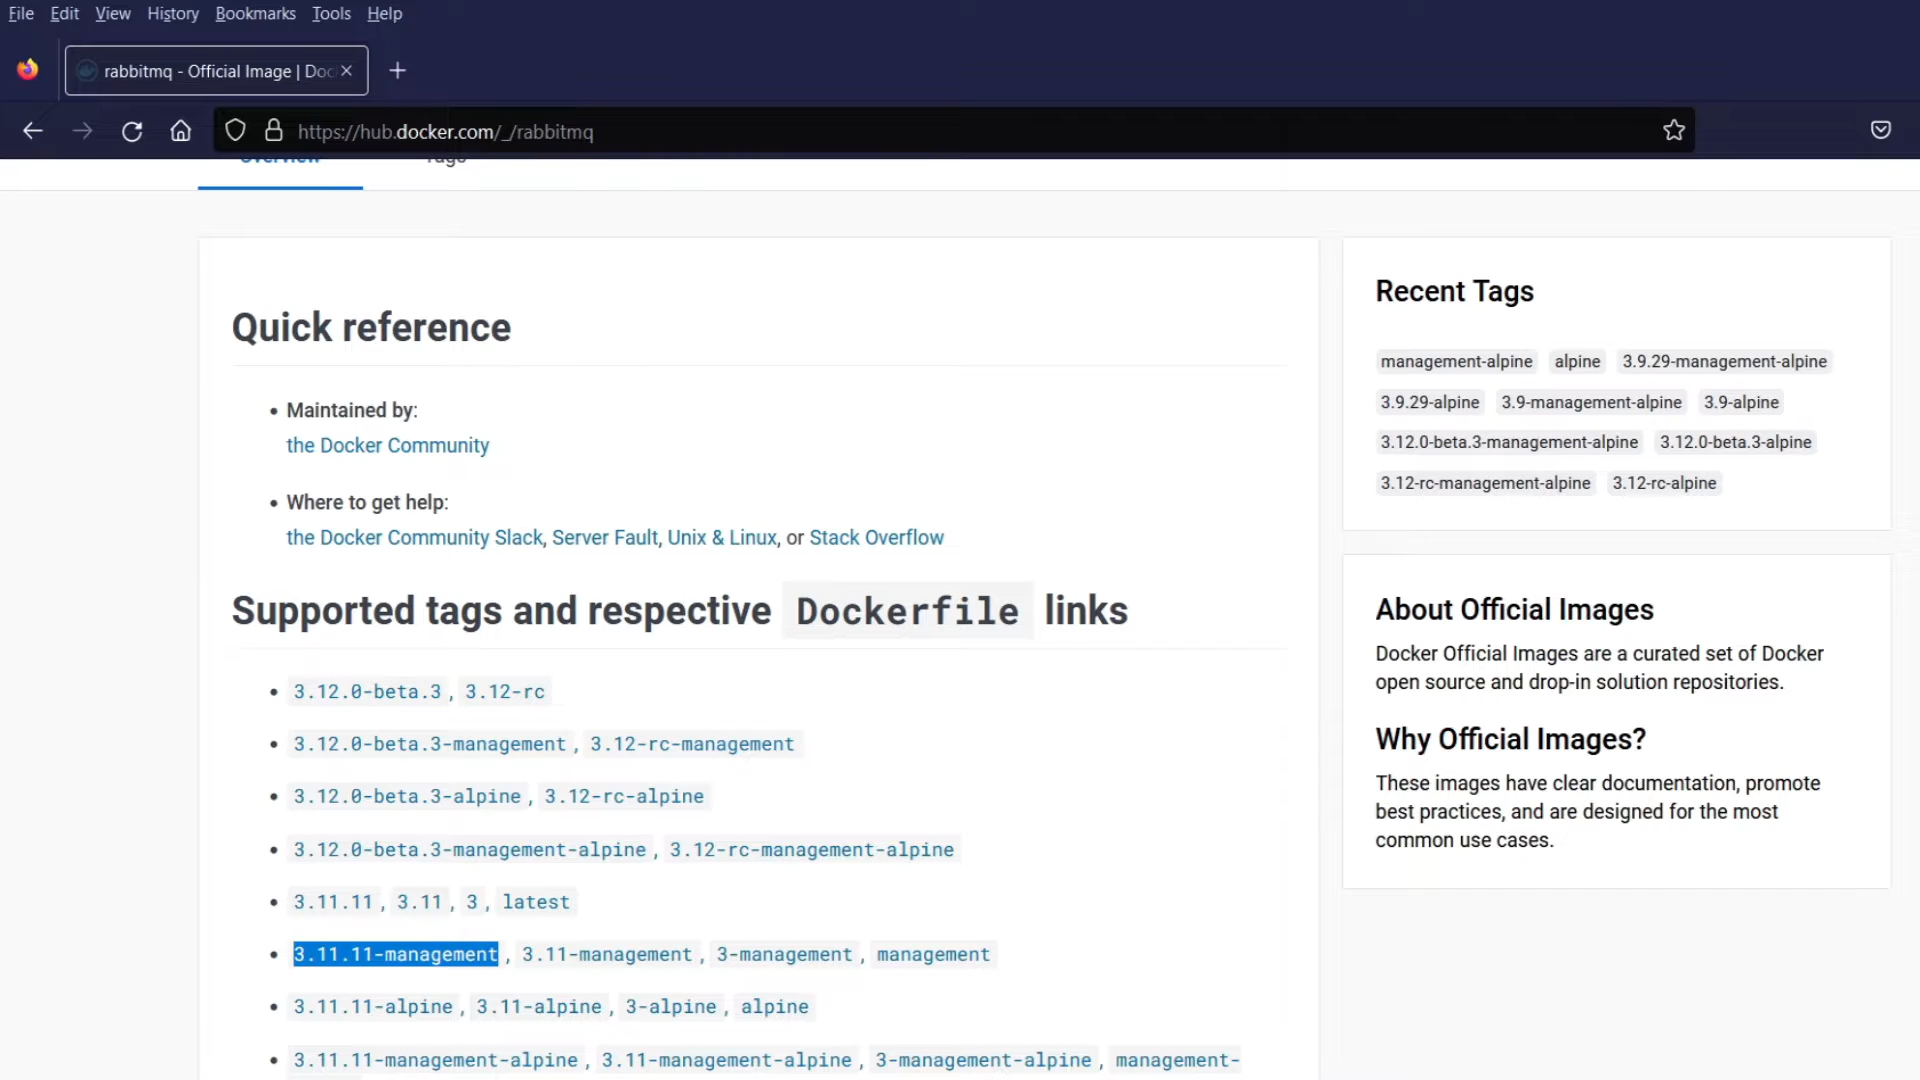 File Edit View History Bookmarks Tools Help
rabbitmq - Official Image | Doc
https://hub.docker.com/_/rabbitmq
Overview Tags
Quick reference
• Maintained by:
the Docker Community
• Where to get help:
the Docker Community Slack, Server Fault, Unix & Linux, or Stack Overflow
Supported tags and respective Dockerfile links
• 3.12.0-beta.3, 3.12-rc
• 3.12.0-beta.3-management, 3.12-rc-management
• 3.12.0-beta.3-alpine, 3.12-rc-alpine
• 3.12.0-beta.3-management-alpine, 3.12-rc-management-alpine
• 3.11.11, 3.11, 3, latest
• 3.11.11-management, 3.11-management, 3-management, management
• 3.11.11-alpine, 3.11-alpine, 3-alpine, alpine
• 3.11.11-management-alpine, 3.11-management-alpine, 3-management-alpine, management-
Recent Tags
management-alpine alpine 3.9.29-management-alpine
3.9.29-alpine 3.9-management-alpine 3.9-alpine
3.12.0-beta.3-management-alpine 3.12.0-beta.3-alpine
3.12-rc-management-alpine 3.12-rc-alpine
About Official Images
Docker Official Images are a curated set of Docker
open source and drop-in solution repositories.
Why Official Images?
These images have clear documentation, promote
best practices, and are designed for the most
common use cases.